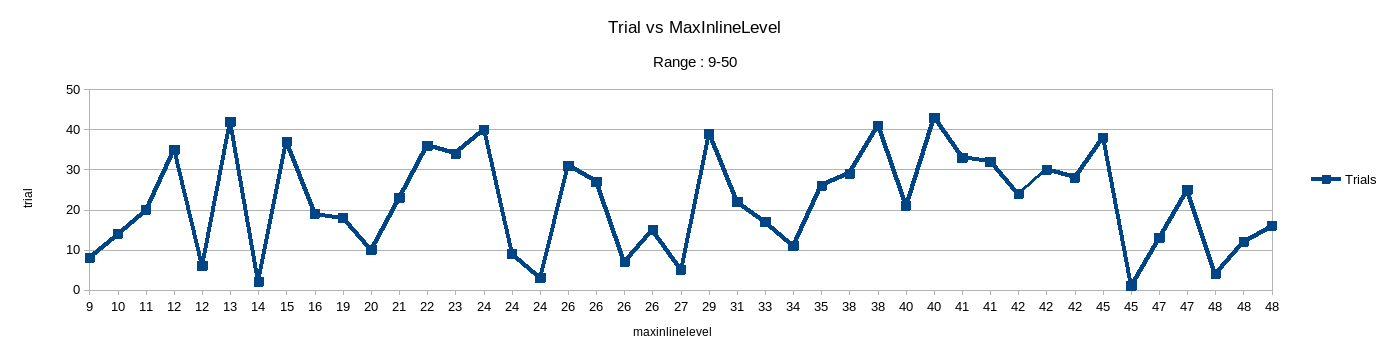 Trial vs MaxInlineLevel
Range : 9-50
50
40
30
20
10
0
trial
9 10 11 12 12 13 14 15 16 19 20 21 22 23 24 24 24 26 26 26 26 27 29 31 33 34 35 38 38 40 40 41 41 42 42 42 45 45 47 47 48 48 48
maxinlinelevel
Trials